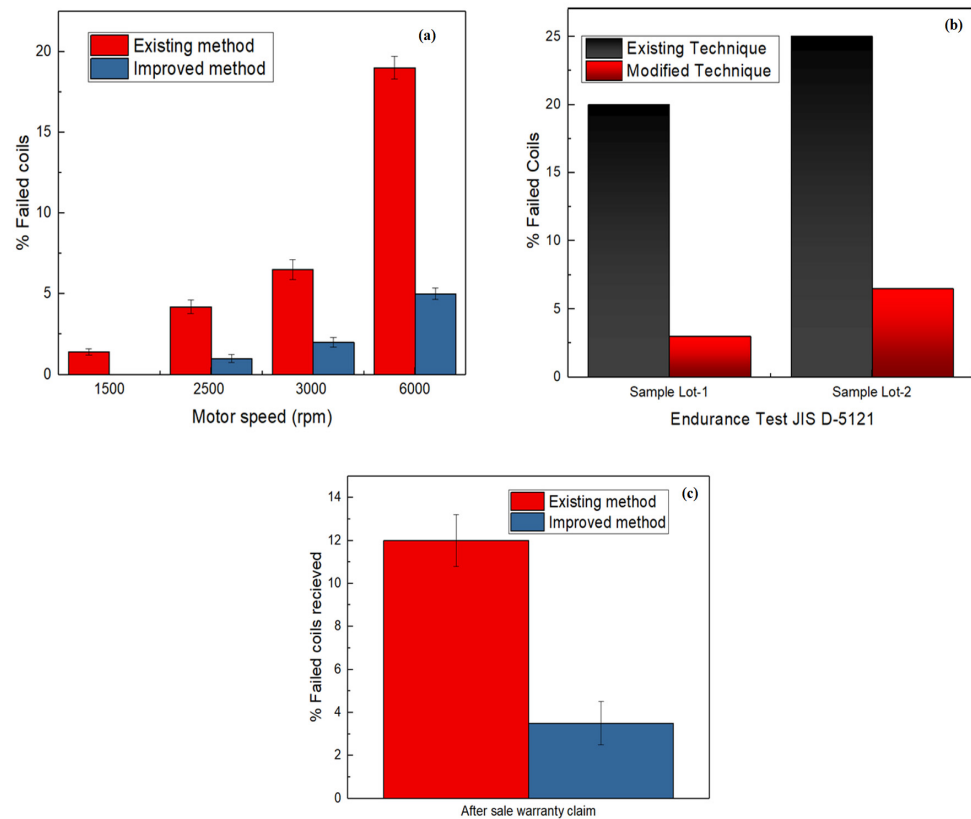 (a)
Existing method
Improved method
% Failed coils
20
15
10
5
0
1500
2500
3000
6000
Motor speed (rpm)
(b)
Existing Technique
Modified Technique
% Failed Coils
25
20
15
10
5
0
Sample Lot-1
Sample Lot-2
Endurance Test JIS D-5121
(c)
Existing method
Improved method
% Failed coils recieved
14
12
10
8
6
4
2
0
After sale warranty claim